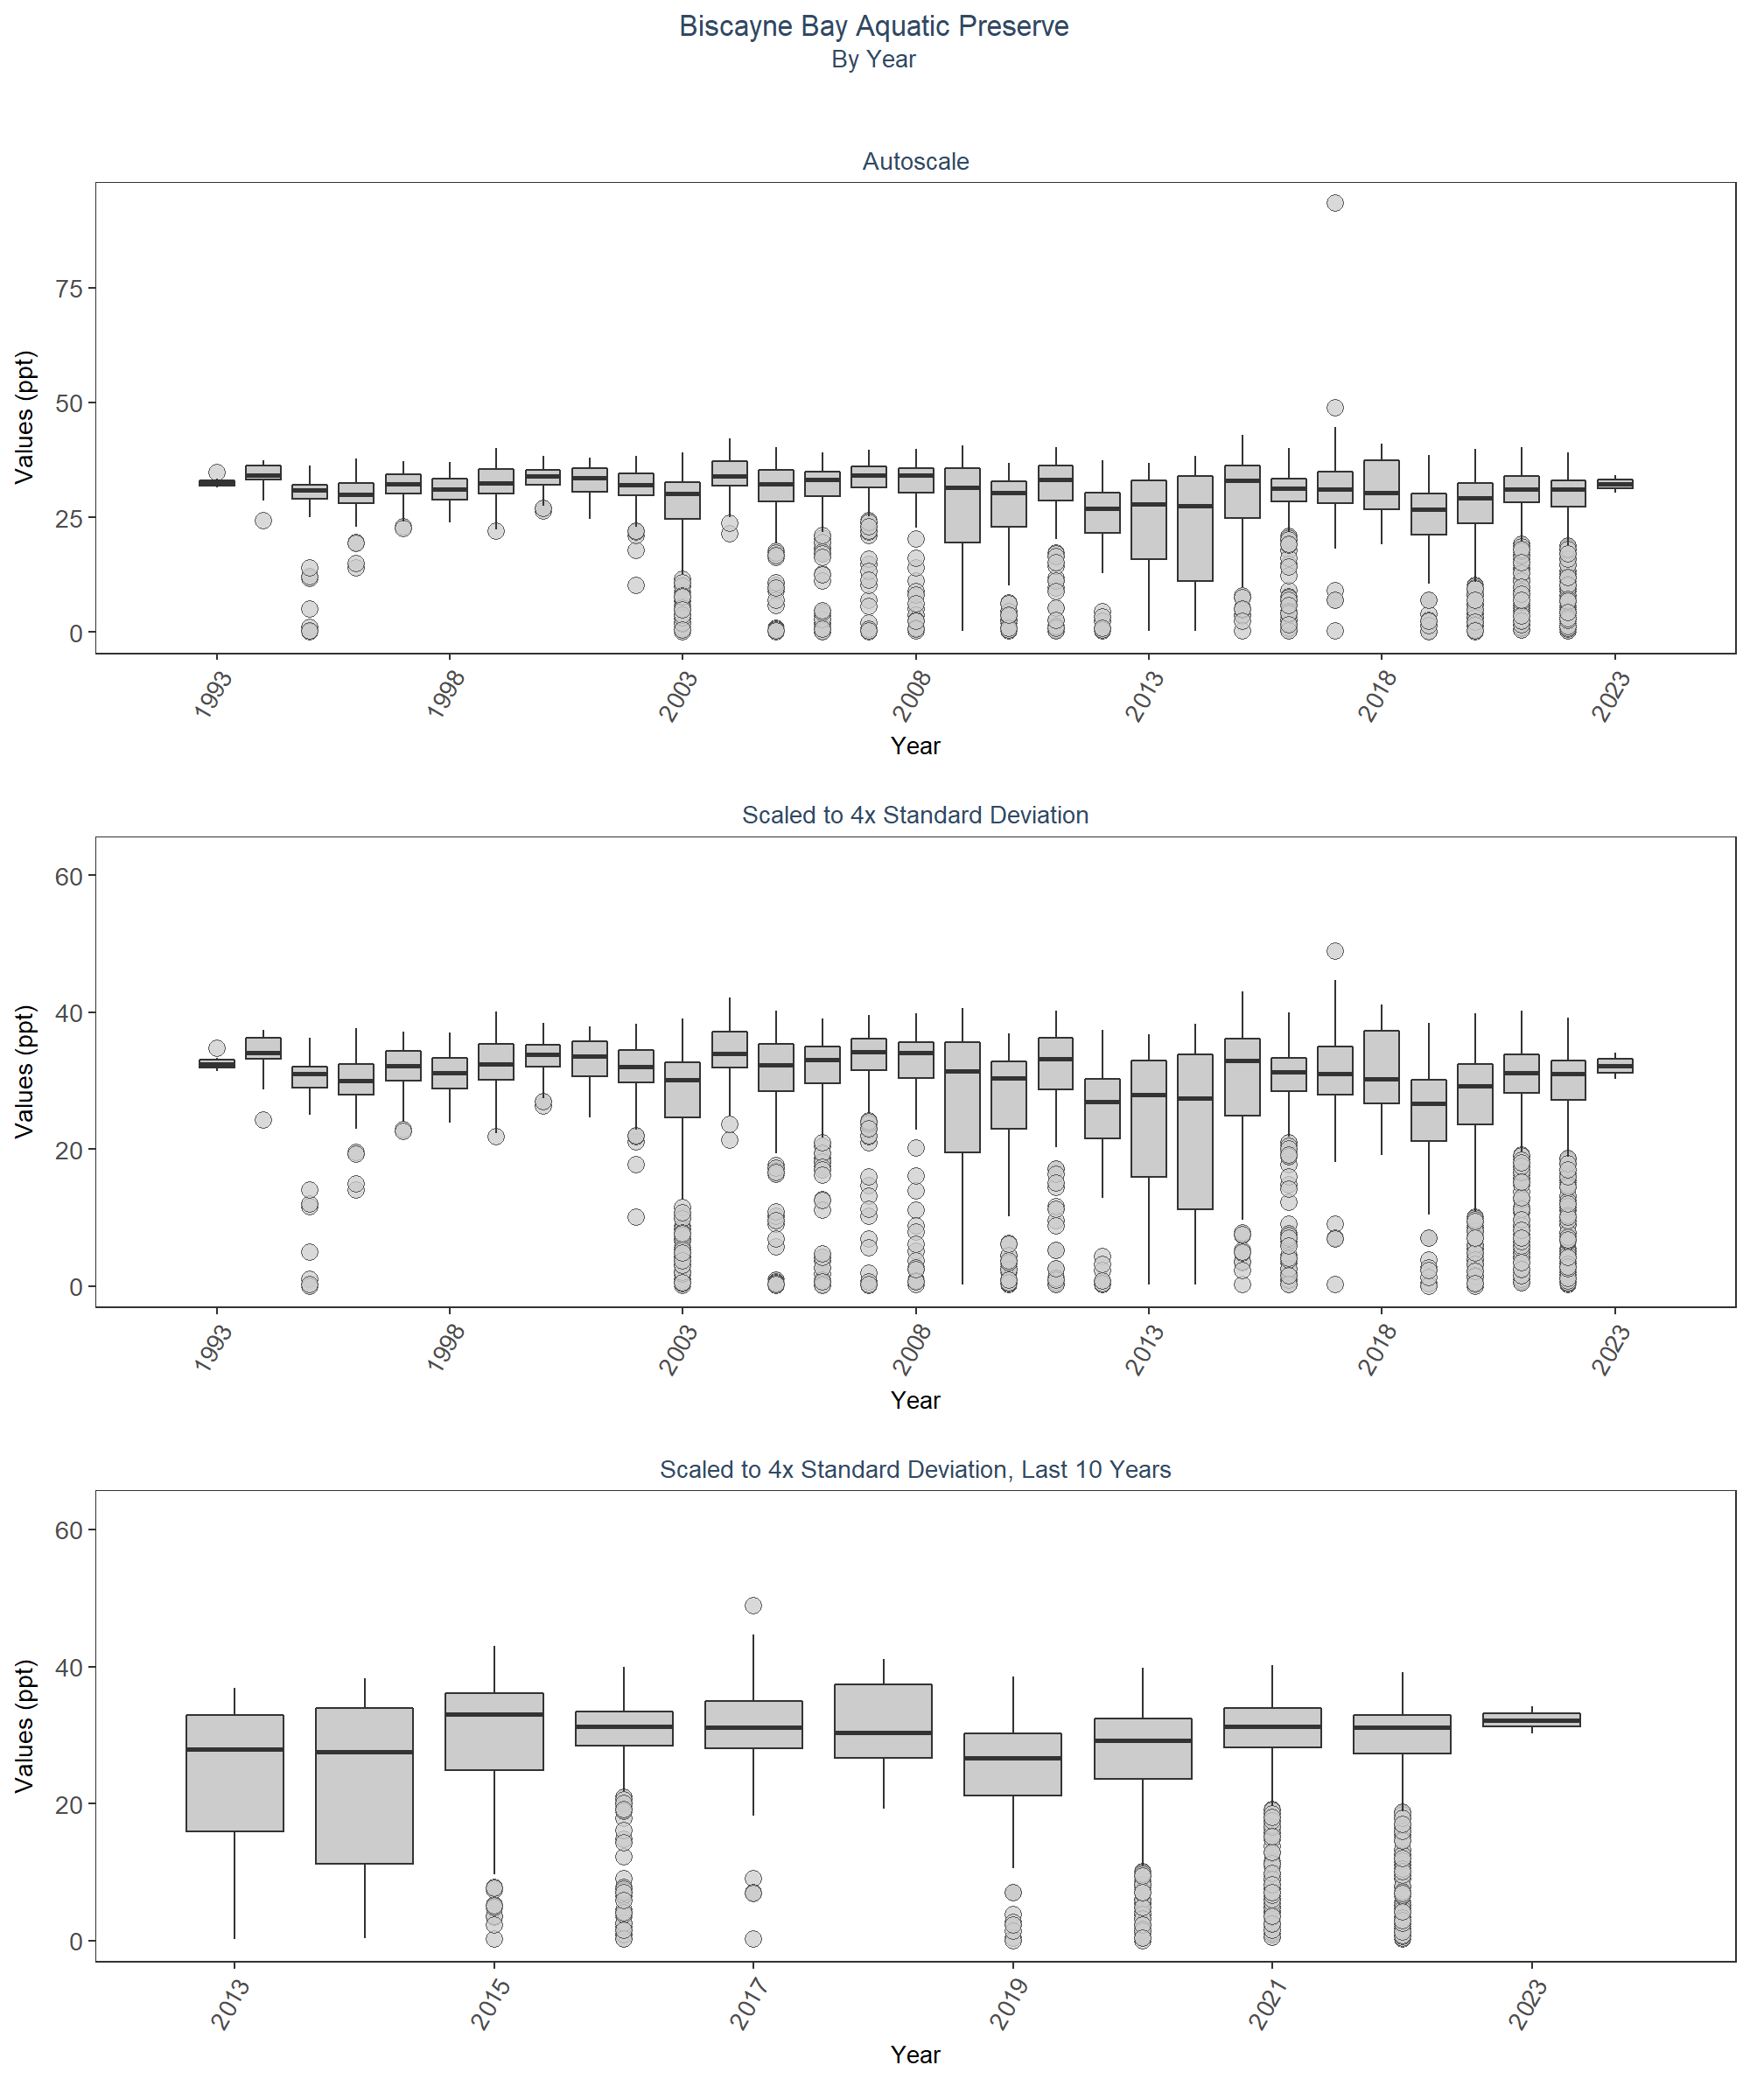 Biscayne Bay Aquatic Preserve
By Year
Autoscale
Values (ppt)
75
50
25
0
1993 1998 2003 2008 2013 2018 2023
Year
Scaled to 4x Standard Deviation
Values (ppt)
60
40
20
0
1993 1998 2003 2008 2013 2018 2023
Year
Scaled to 4x Standard Deviation, Last 10 Years
Values (ppt)
60
40
20
0
2013 2015 2017 2019 2021 2023
Year